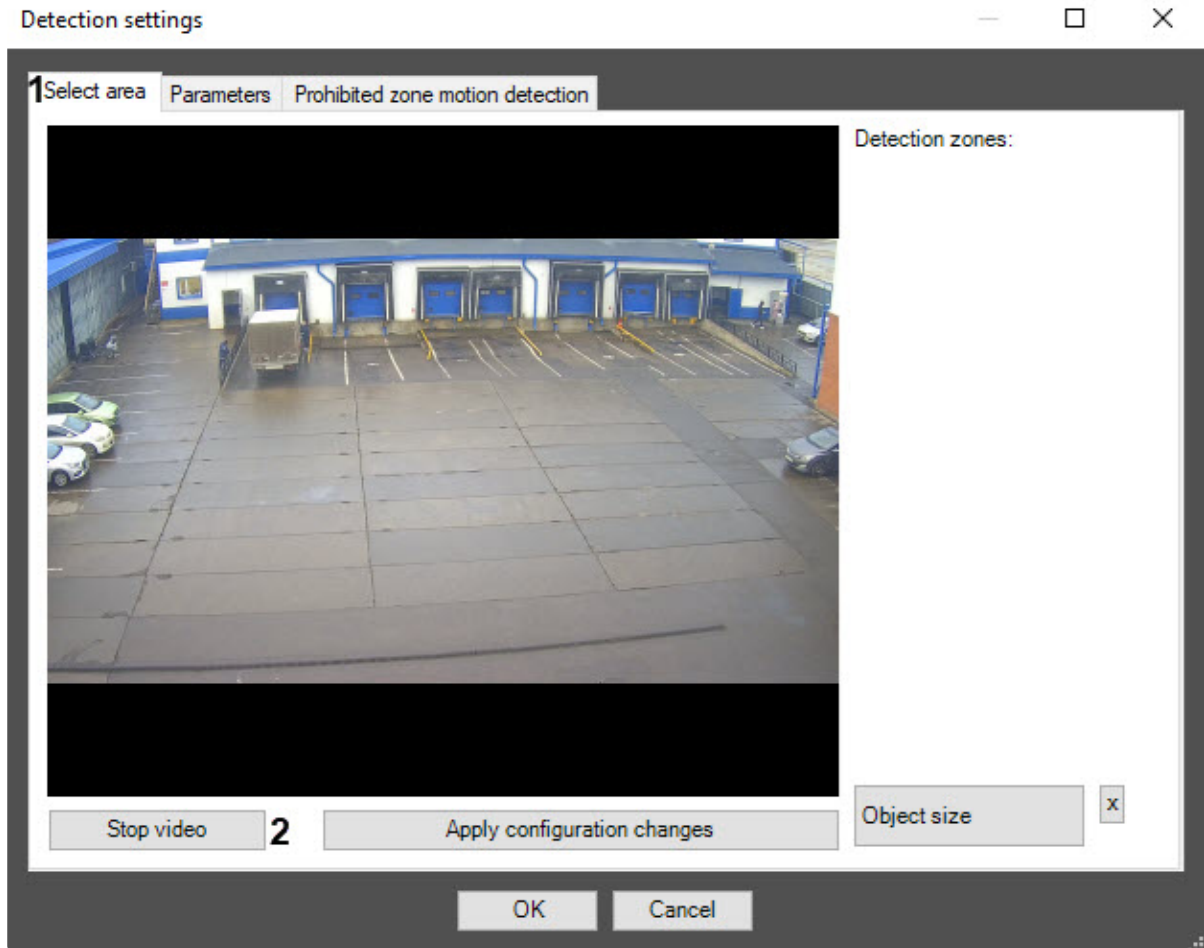 Detection settings
1 Select area Parameters Prohibited zone motion detection
Detection zones:
Object size x
Stop video 2 Apply configuration changes
OK Cancel